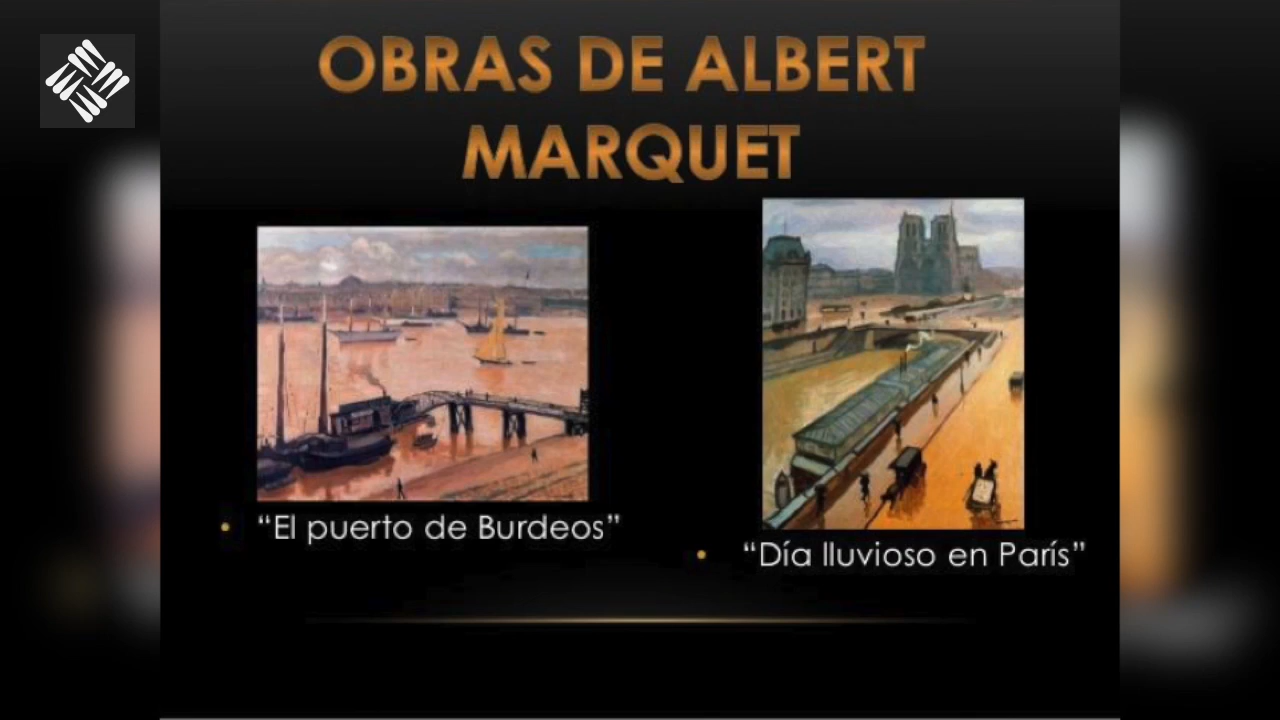 OBRAS DE ALBERT
MARQUET
• “El puerto de Burdeos”
• “Día lluvioso en París”